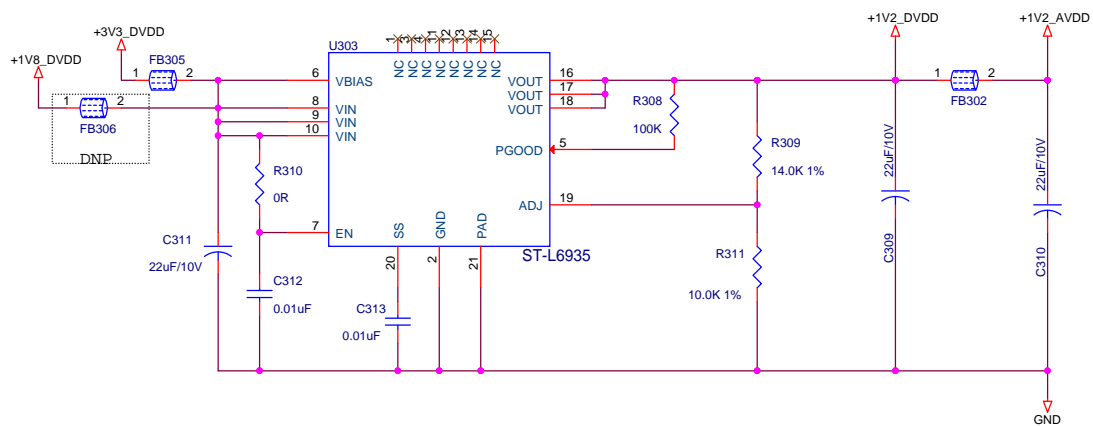 +3V3_DVDD
+1V8_DVDD
1 FB305 2
1 FB306 2
DNP
U303
1 NC
3 NC
4 NC
11 NC
12 NC
13 NC
14 NC
15 NC
6 VBIAS
8 VIN
9 VIN
10 VIN
7 EN
VOUT 16
VOUT 17
VOUT 18
PGOOD 5
ADJ 19
SS 20
GND 2
PAD 21
ST-L6935
R310
0R
C311
22uF/10V
C312
0.01uF
C313
0.01uF
R308
100K
R309
14.0K 1%
R311
10.0K 1%
+1V2_DVDD
+1V2_AVDD
1 FB302 2
22uF/10V
C309
22uF/10V
C310
GND